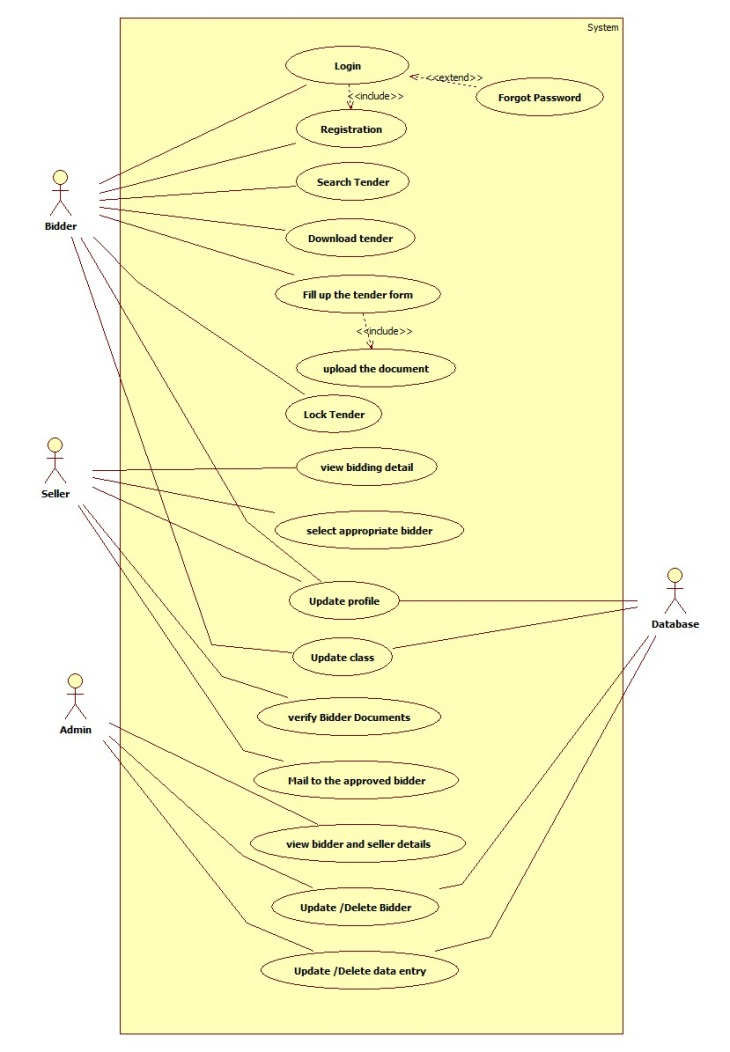 System
Login
<<extend>>
Forgot Password
<<include>>
Registration
Search Tender
Bidder
Download tender
Fill up the tender form
<<include>>
upload the document
Lock Tender
view bidding detail
Seller
select appropriate bidder
Update profile
Database
Update class
verify Bidder Documents
Admin
Mail to the approved bidder
view bidder and seller details
Update /Delete Bidder
Update /Delete data entry